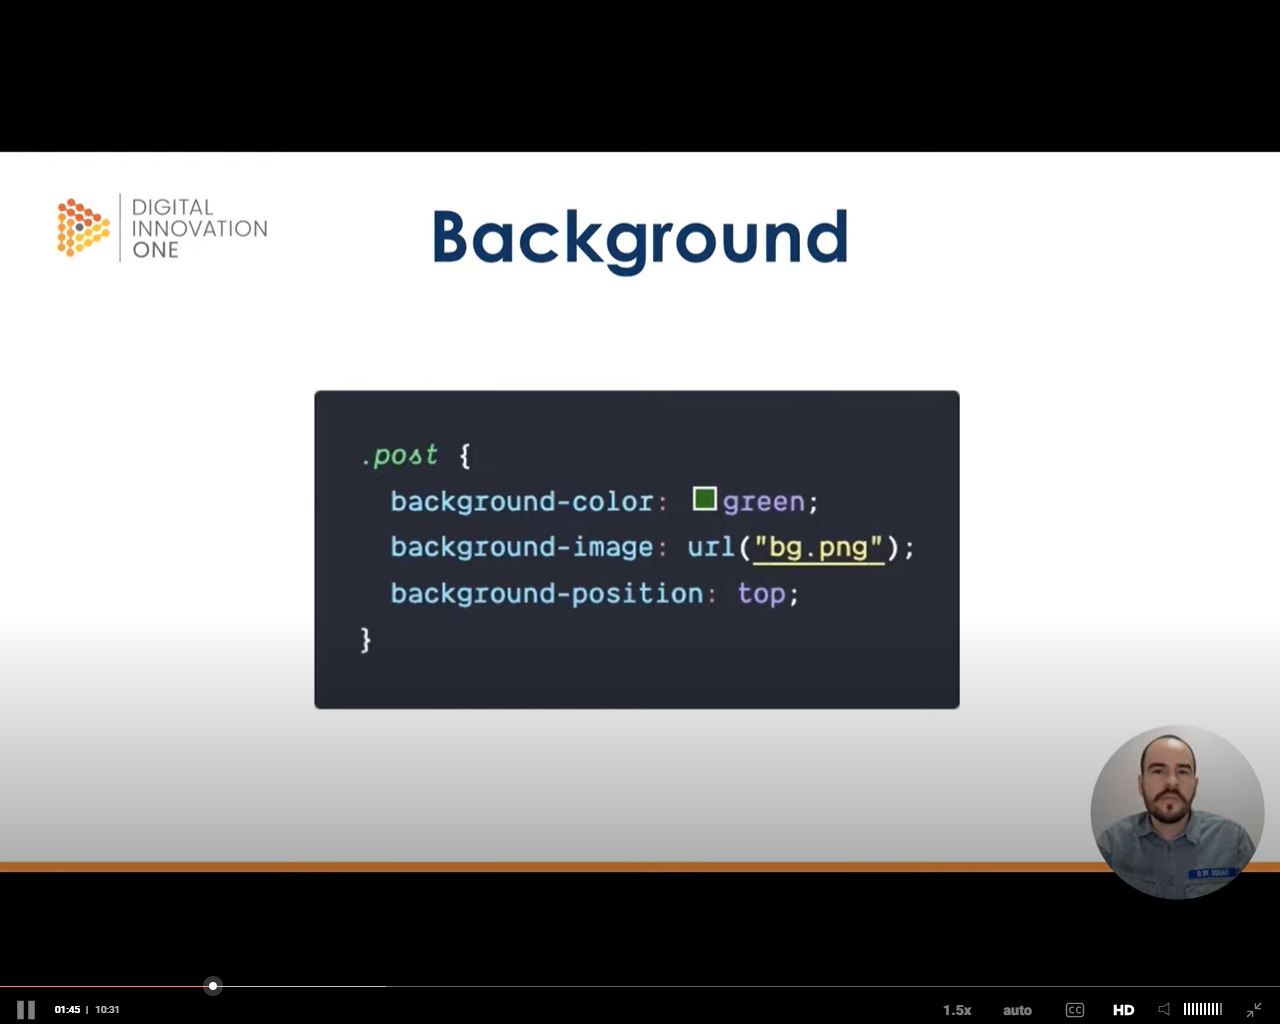 DIGITAL
INNOVATION
ONE
Background
.post {
background-color: green;
background-image: url("bg.png");
background-position: top;
}
01:45 | 10:31
1.5x
auto
CC
HD